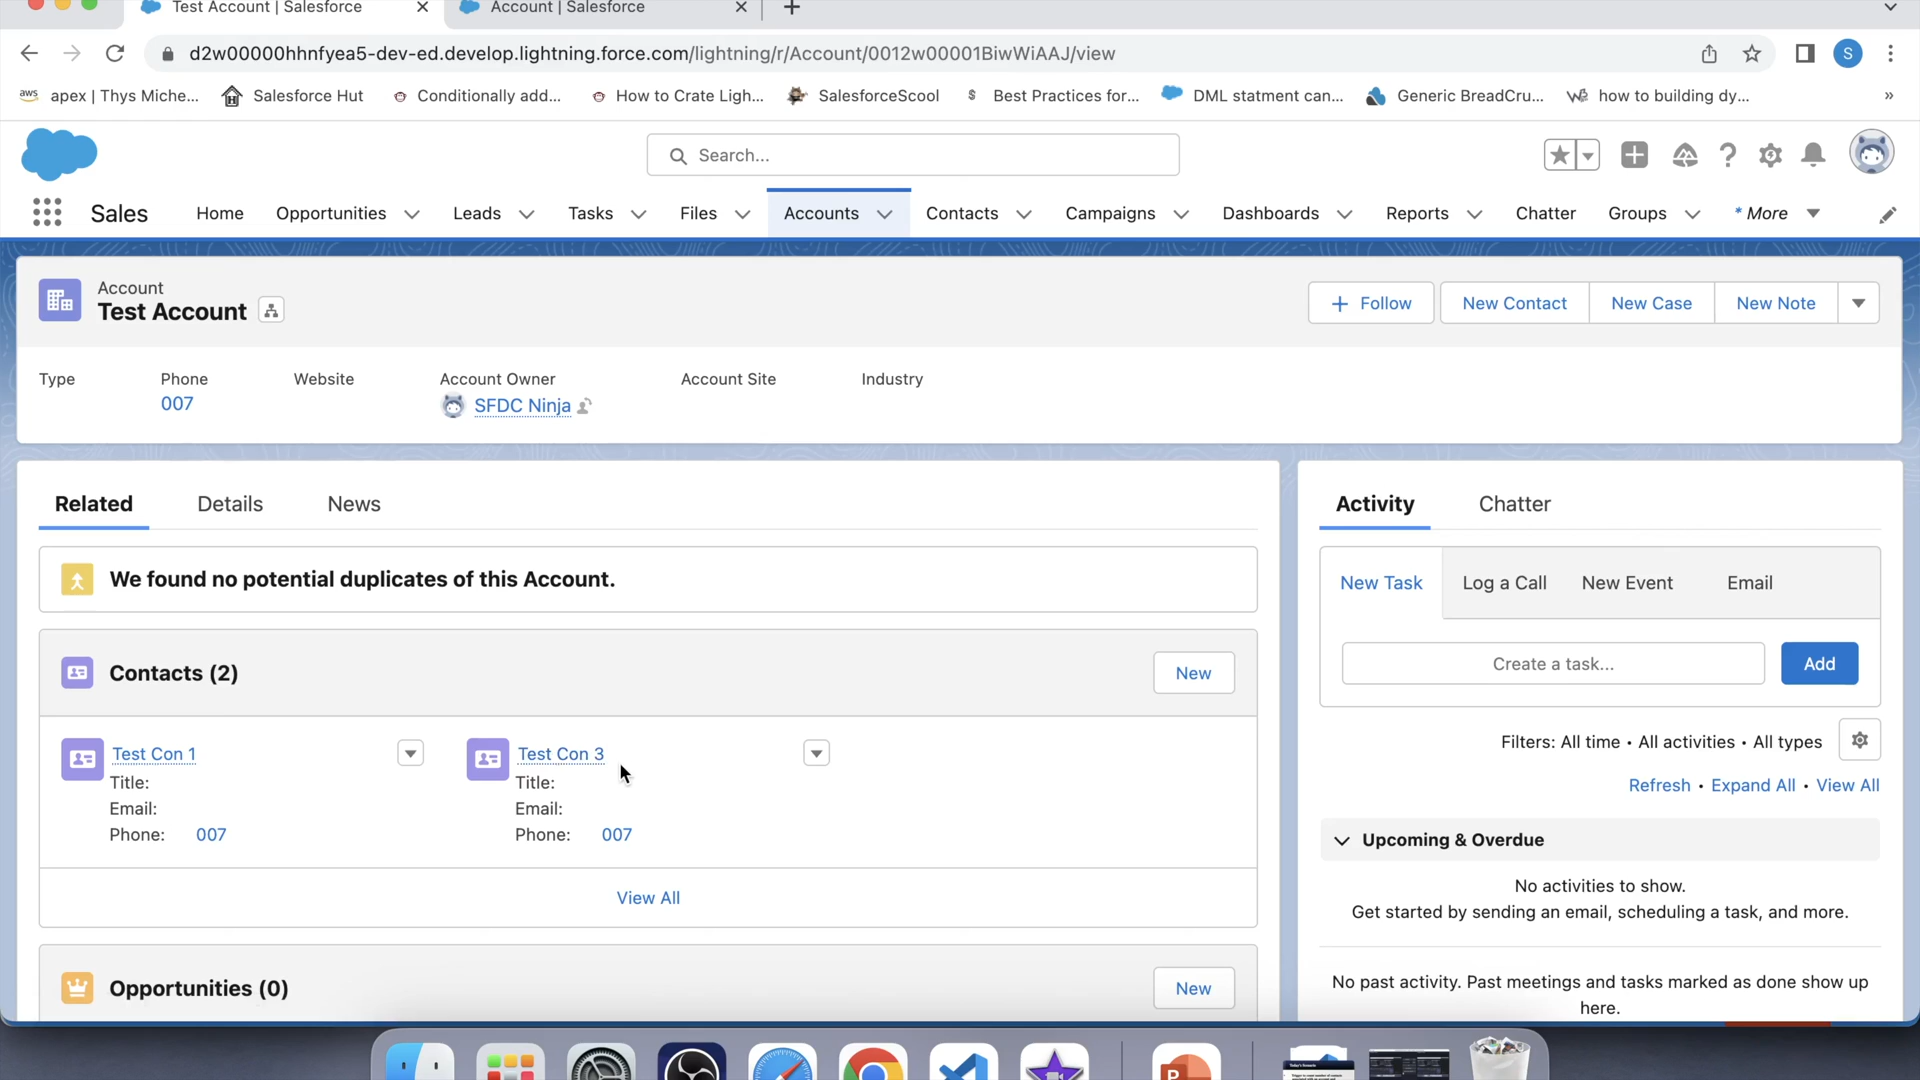 Test Account | Salesforce
Account | Salesforce
d2w00000hhnfyea5-dev-ed.develop.lightning.force.com/lightning/r/Account/0012w00001BiwWiAAJ/view
S
aws apex | Thys Miche...
Salesforce Hut
Conditionally add...
How to Crate Ligh...
SalesforceScool
Best Practices for...
DML statment can...
Generic BreadCru...
how to building dy...
»
Search...
Sales
Home
Opportunities
Leads
Tasks
Files
Accounts
Contacts
Campaigns
Dashboards
Reports
Chatter
Groups
* More
Account
Test Account
+ Follow
New Contact
New Case
New Note
Type
Phone
Website
Account Owner
Account Site
Industry
007
SFDC Ninja
Related
Details
News
We found no potential duplicates of this Account.
Contacts (2)
New
Test Con 1
Title:
Email:
Phone: 007
Test Con 3
Title:
Email:
Phone: 007
View All
Opportunities (0)
New
Activity
Chatter
New Task
Log a Call
New Event
Email
Create a task...
Add
Filters: All time • All activities • All types
Refresh • Expand All • View All
Upcoming & Overdue
No activities to show.
Get started by sending an email, scheduling a task, and more.
No past activity. Past meetings and tasks marked as done show up
here.